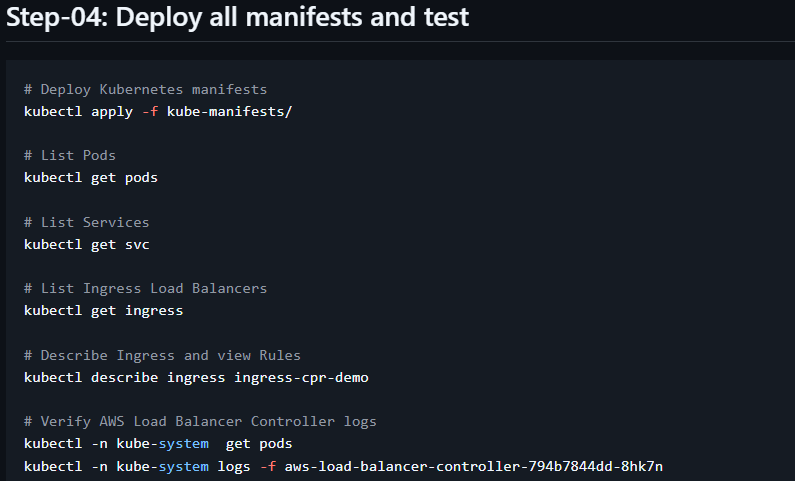 Step-04: Deploy all manifests and test
# Deploy Kubernetes manifests
kubectl apply -f kube-manifests/
# List Pods
kubectl get pods
# List Services
kubectl get svc
# List Ingress Load Balancers
kubectl get ingress
# Describe Ingress and view Rules
kubectl describe ingress ingress-cpr-demo
# Verify AWS Load Balancer Controller logs
kubectl -n kube-system  get pods
kubectl -n kube-system logs -f aws-load-balancer-controller-794b7844dd-8hk7n